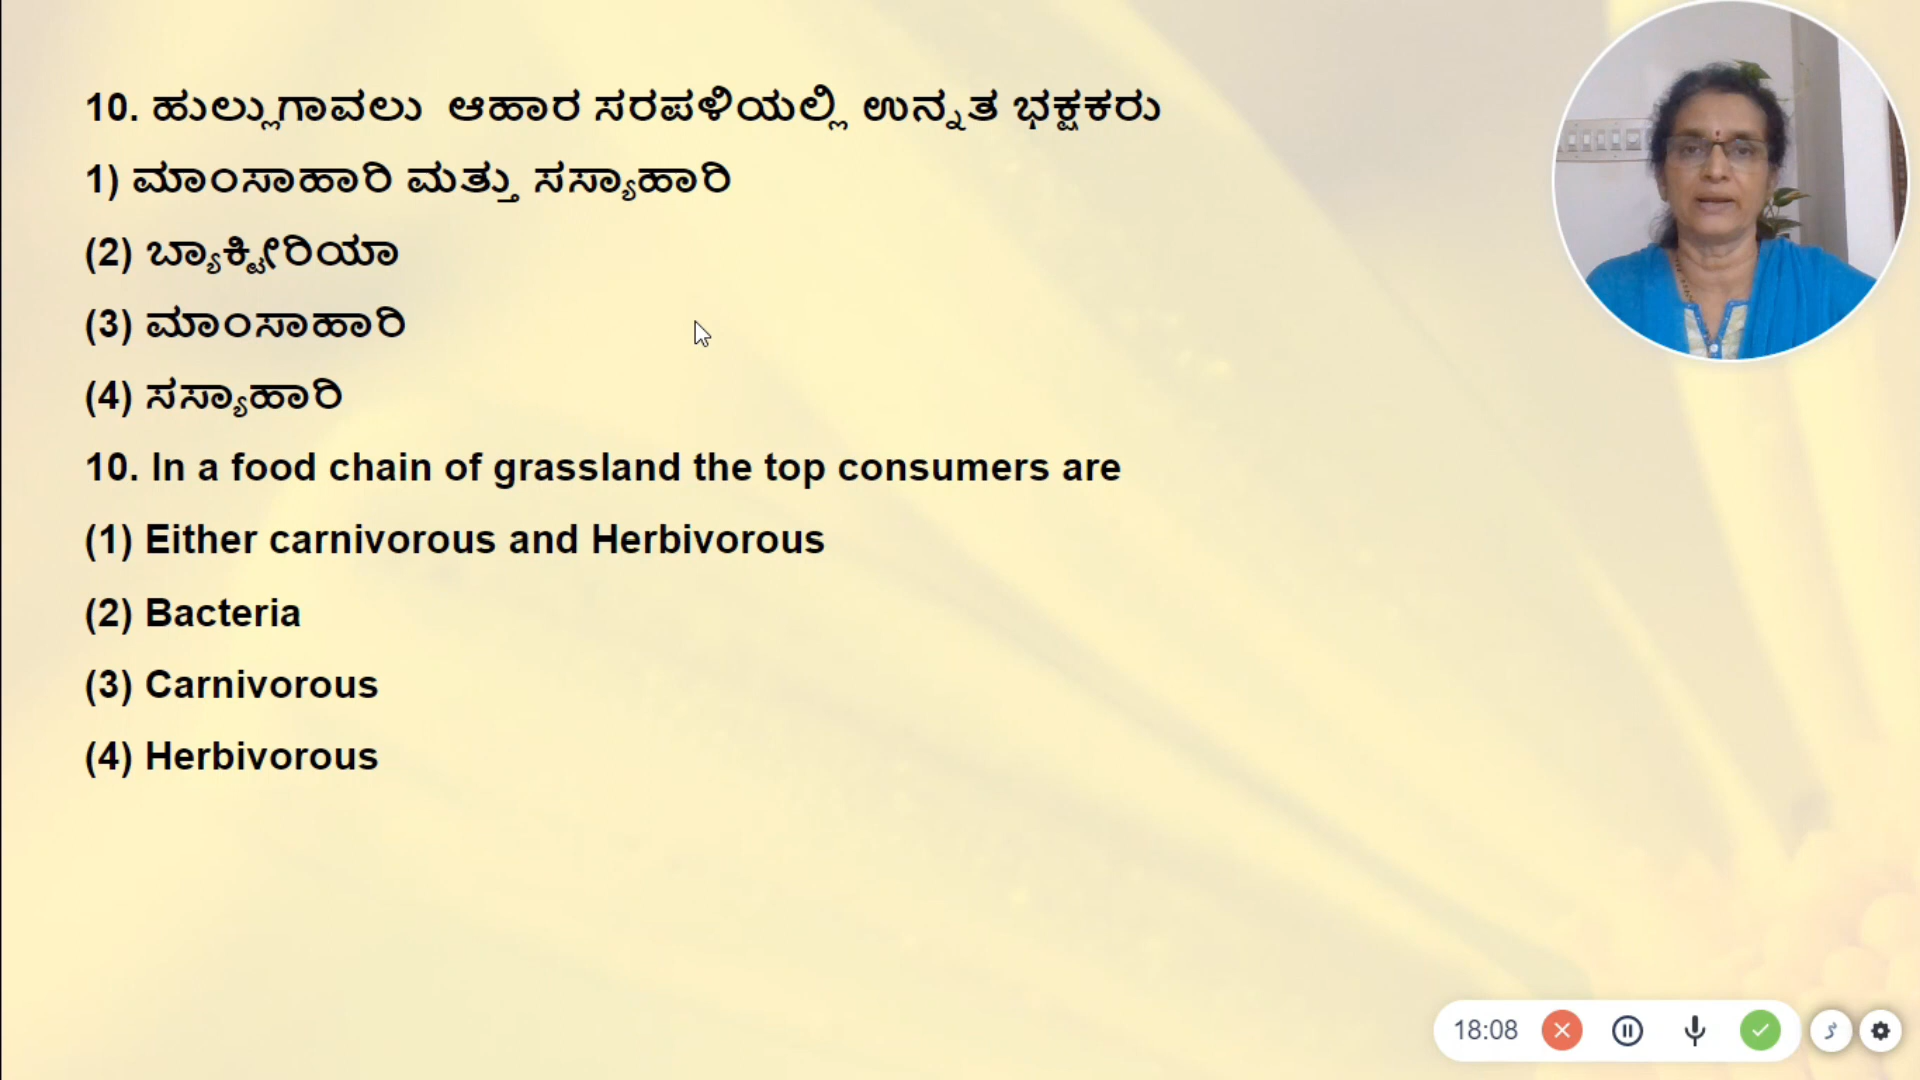 10. ಹುಲ್ಲುಗಾವಲು ಆಹಾರ ಸರಪಳಿಯಲ್ಲಿ ಉನ್ನತ ಭಕ್ಷಕರು
1) ಮಾಂಸಾಹಾರಿ ಮತ್ತು ಸಸ್ಯಾಹಾರಿ
(2) ಬ್ಯಾಕ್ಟೀರಿಯಾ
(3) ಮಾಂಸಾಹಾರಿ
(4) ಸಸ್ಯಾಹಾರಿ
10. In a food chain of grassland the top consumers are
(1) Either carnivorous and Herbivorous
(2) Bacteria
(3) Carnivorous
(4) Herbivorous
18:08